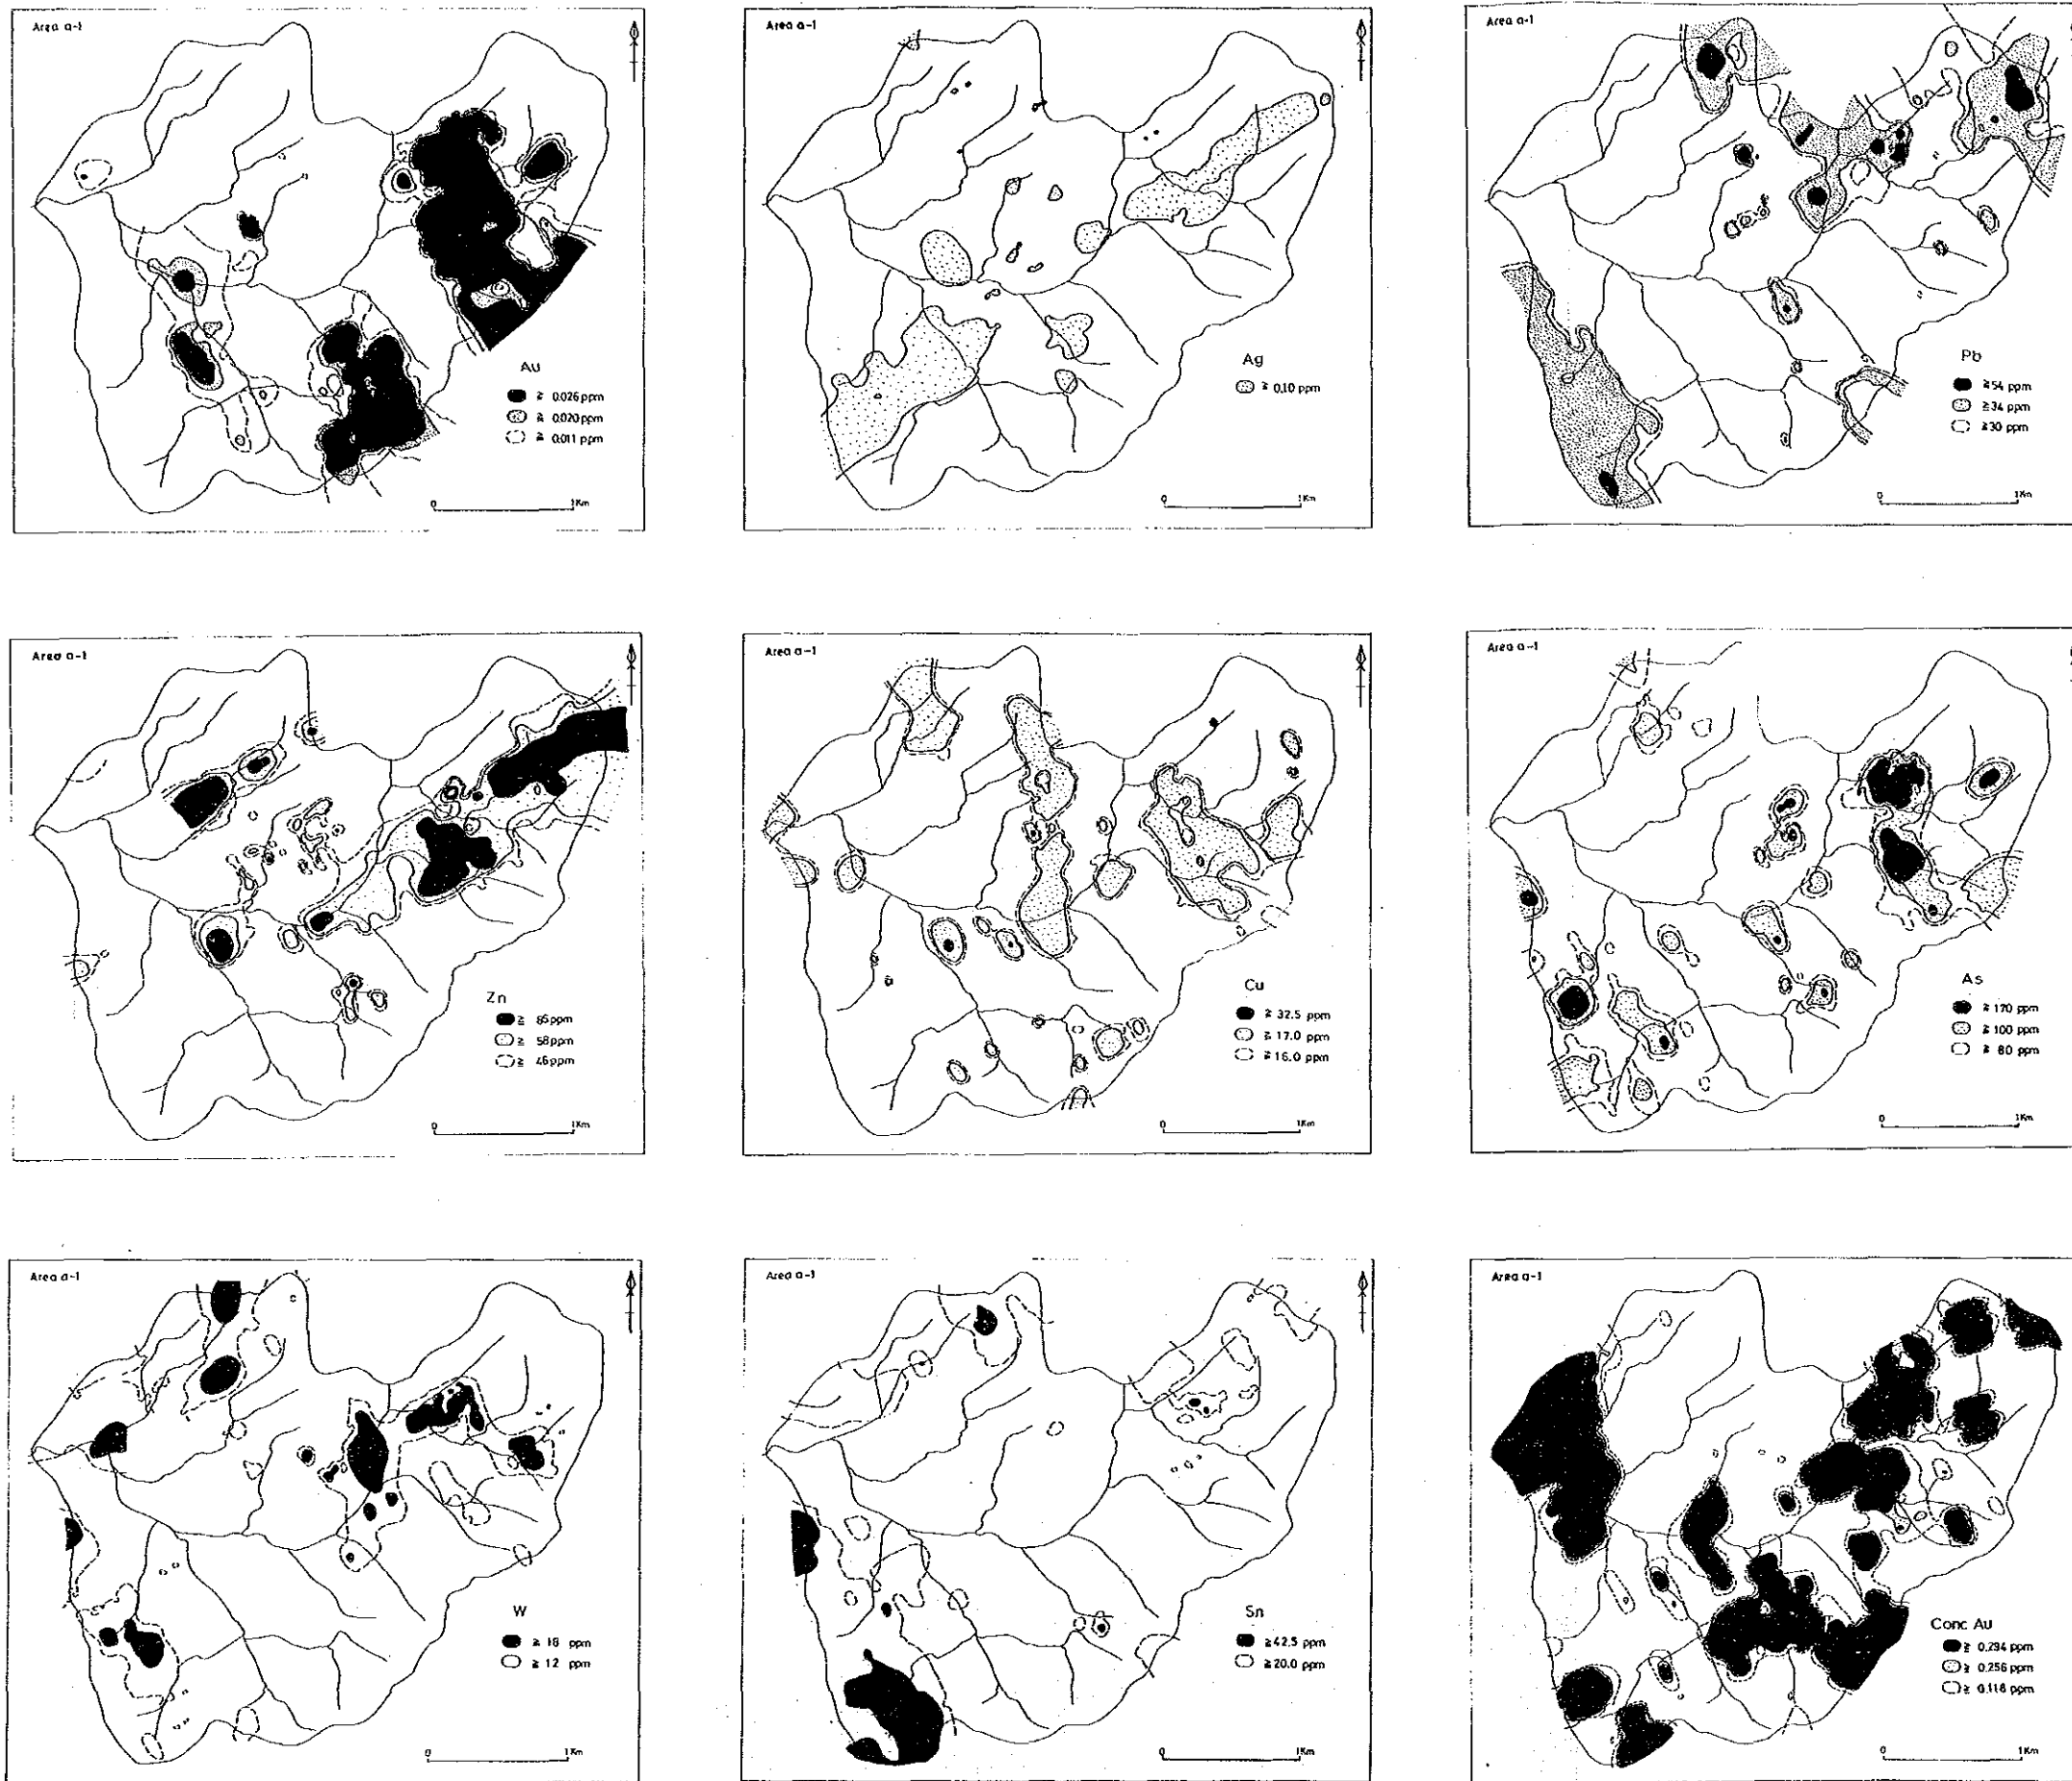 Area a-1
Au
≧ 0.026 ppm
≧ 0.020 ppm
≧ 0.011 ppm
0 1Km
Area a-1
Ag
≧ 0.10 ppm
0 1Km
Area a-1
Pb
≧54 ppm
≧34 ppm
≧30 ppm
0 1Km
Area a-1
Zn
≧ 86ppm
≧ 58ppm
≧ 46ppm
0 1Km
Area a-1
Cu
≧ 32.5 ppm
≧ 17.0 ppm
≧ 16.0 ppm
0 1Km
Area a-1
As
≧ 170 ppm
≧ 100 ppm
≧ 80 ppm
0 1Km
Area a-1
W
≧ 18 ppm
≧ 12 ppm
0 1Km
Area a-1
Sn
≧42.5 ppm
≧20.0 ppm
0 1Km
Area a-1
Conc Au
≧ 0.294 ppm
≧ 0.256 ppm
≧ 0.118 ppm
0 1Km